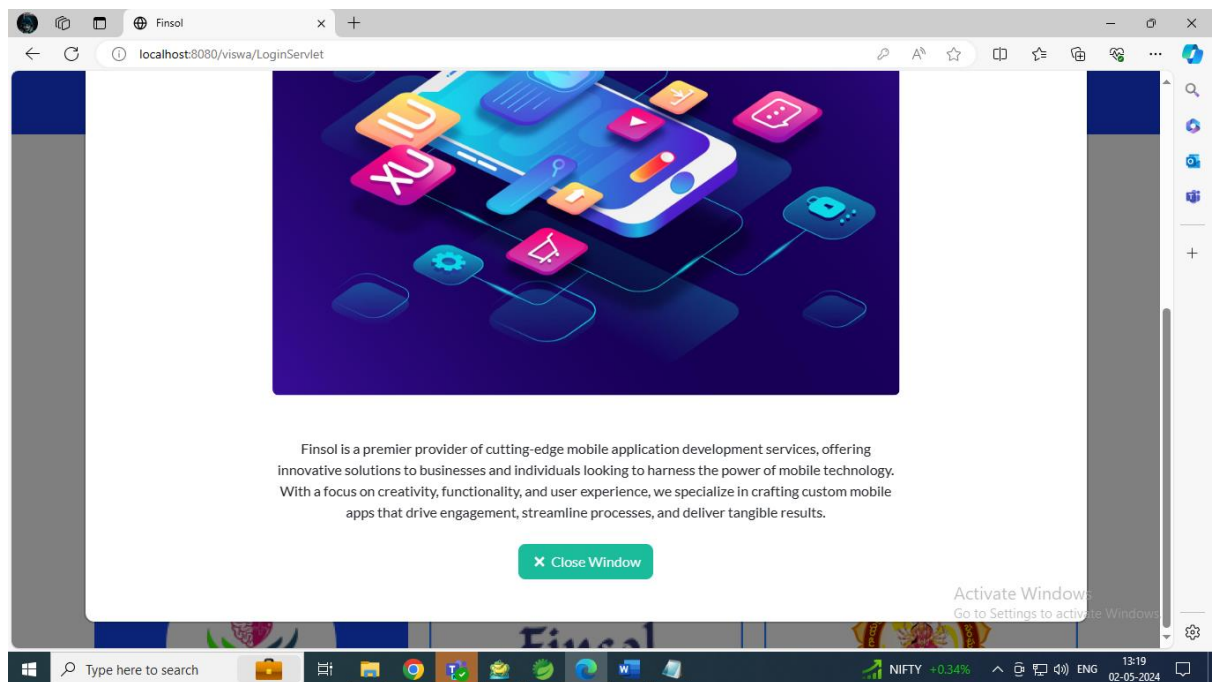 Finsol
localhost:8080/viswa/LoginServlet
UI
UX
Finsol is a premier provider of cutting-edge mobile application development services, offering
innovative solutions to businesses and individuals looking to harness the power of mobile technology.
With a focus on creativity, functionality, and user experience, we specialize in crafting custom mobile
apps that drive engagement, streamline processes, and deliver tangible results.
× Close Window
Activate Windows
Go to Settings to activate Windows.
Finsol
Type here to search
NIFTY +0.34%
ENG
13:19
02-05-2024